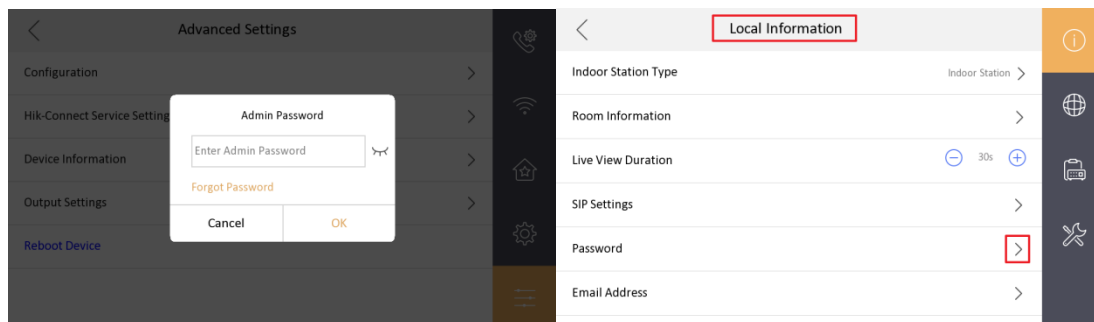 Advanced Settings
Configuration
Hik-Connect Service Setting
Device Information
Output Settings
Reboot Device
Admin Password
Enter Admin Password
Forgot Password
Cancel OK
Local Information
Indoor Station Type Indoor Station
Room Information
Live View Duration 30s
SIP Settings
Password
Email Address